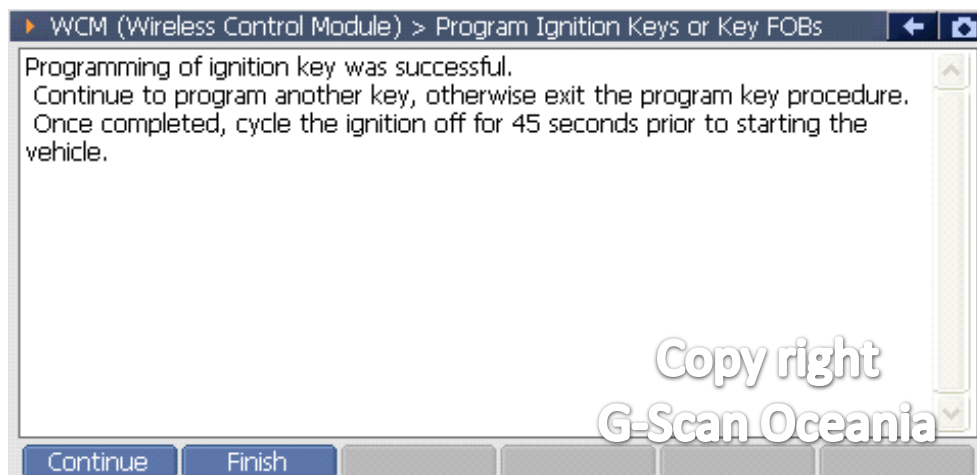 WCM (Wireless Control Module) > Program Ignition Keys or Key FOBs
Programming of ignition key was successful.
Continue to program another key, otherwise exit the program key procedure.
Once completed, cycle the ignition off for 45 seconds prior to starting the
vehicle.
Copy right
G-Scan Oceania
Continue Finish